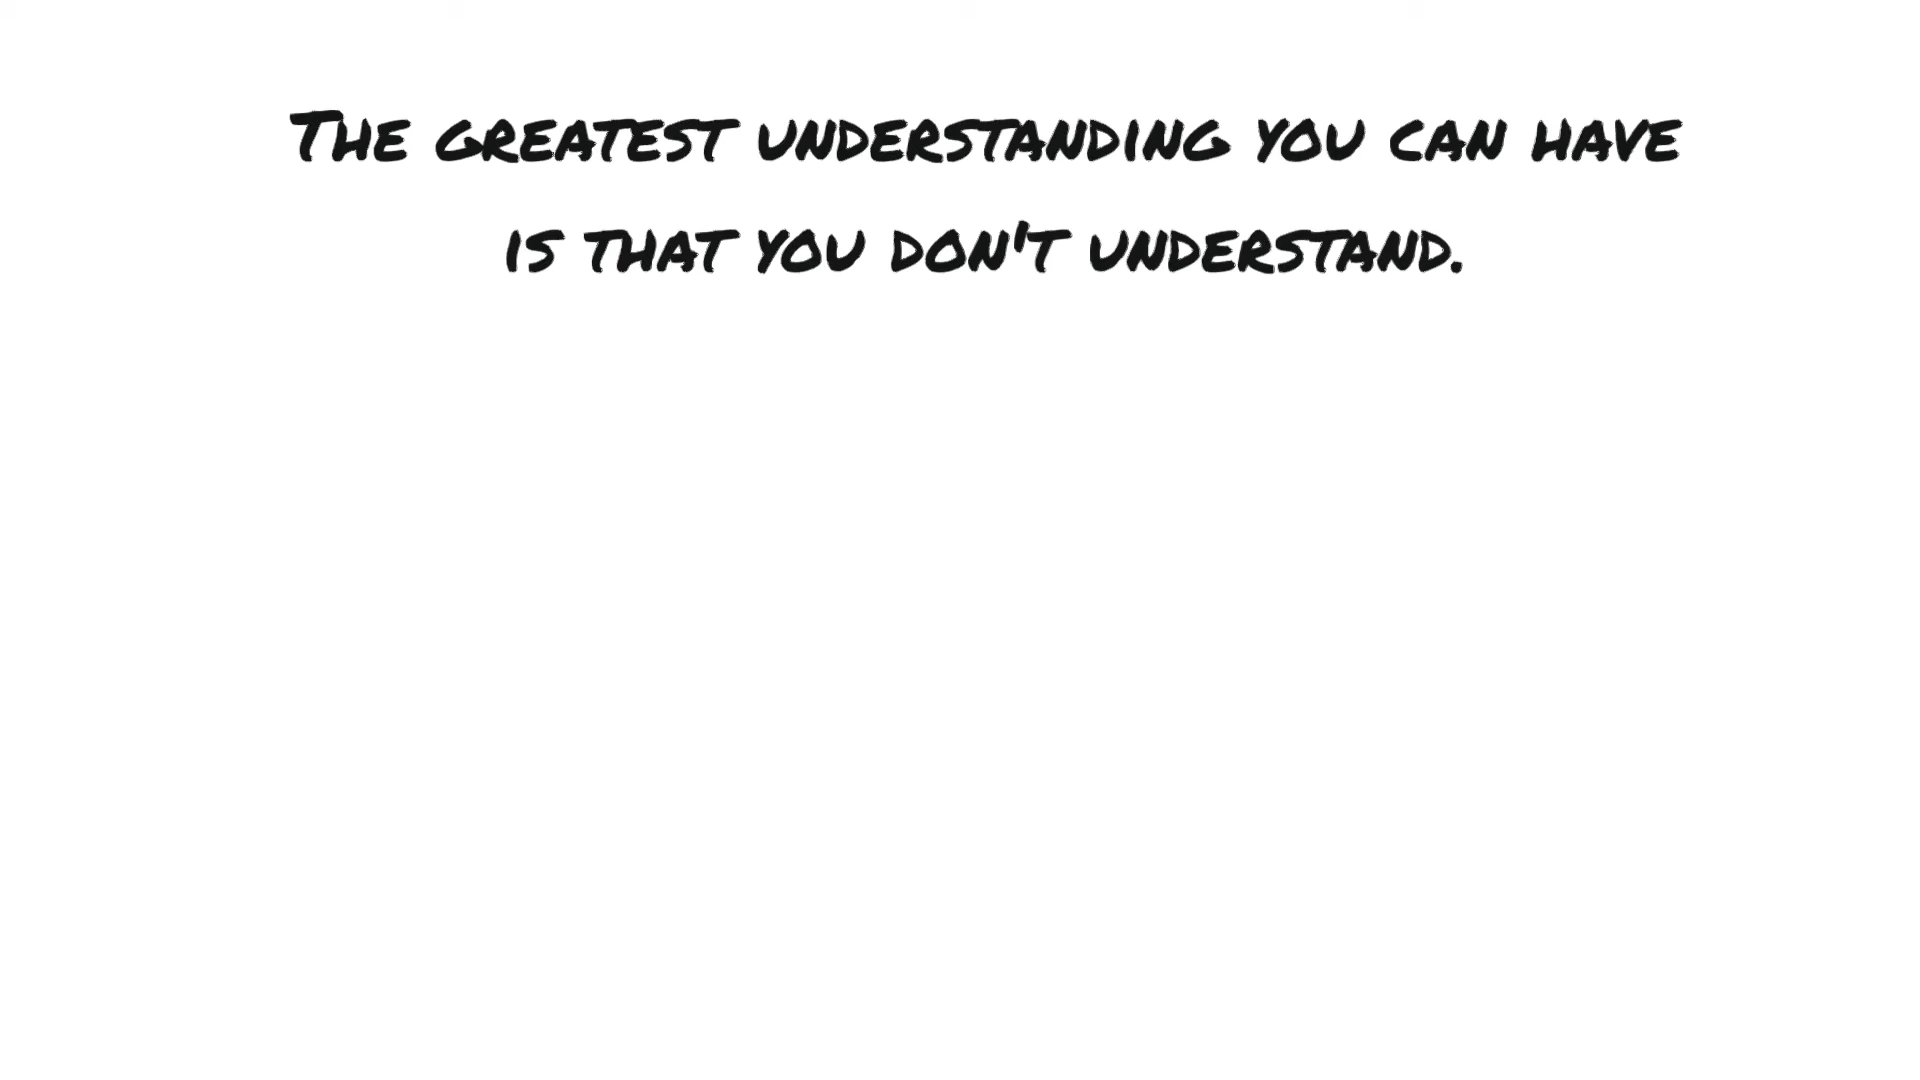 The greatest understanding you can have
is that you don't understand.